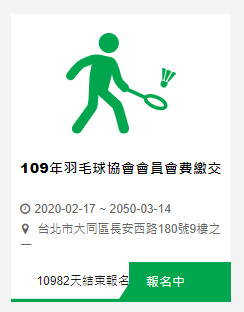 109年羽毛球協會會員會費繳交
2020-02-17 ~ 2050-03-14
台北市大同區長安西路180號9樓之
一
10982天結束報名
報名中